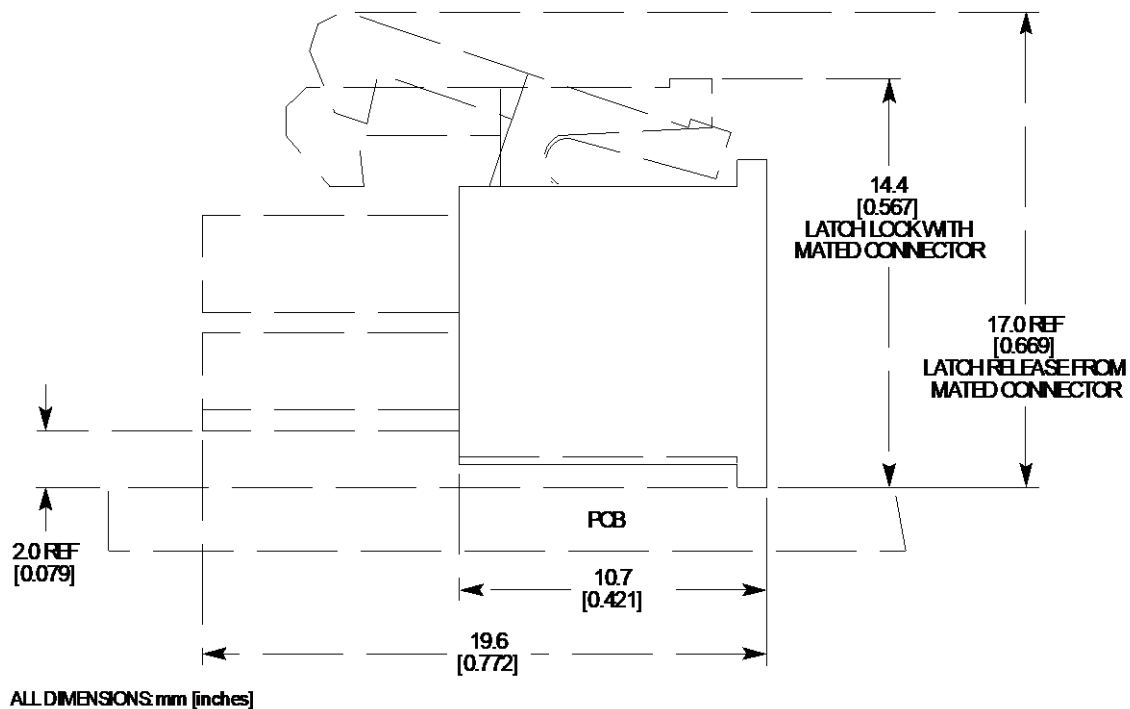 14.4
[0.567]
LATCH LOCK WITH
MATED CONNECTOR
17.0 REF
[0.669]
LATCH RELEASE FROM
MATED CONNECTOR
PCB
2.0 REF
[0.079]
10.7
[0.421]
19.6
[0.772]
ALL DIMENSIONS: mm [inches]